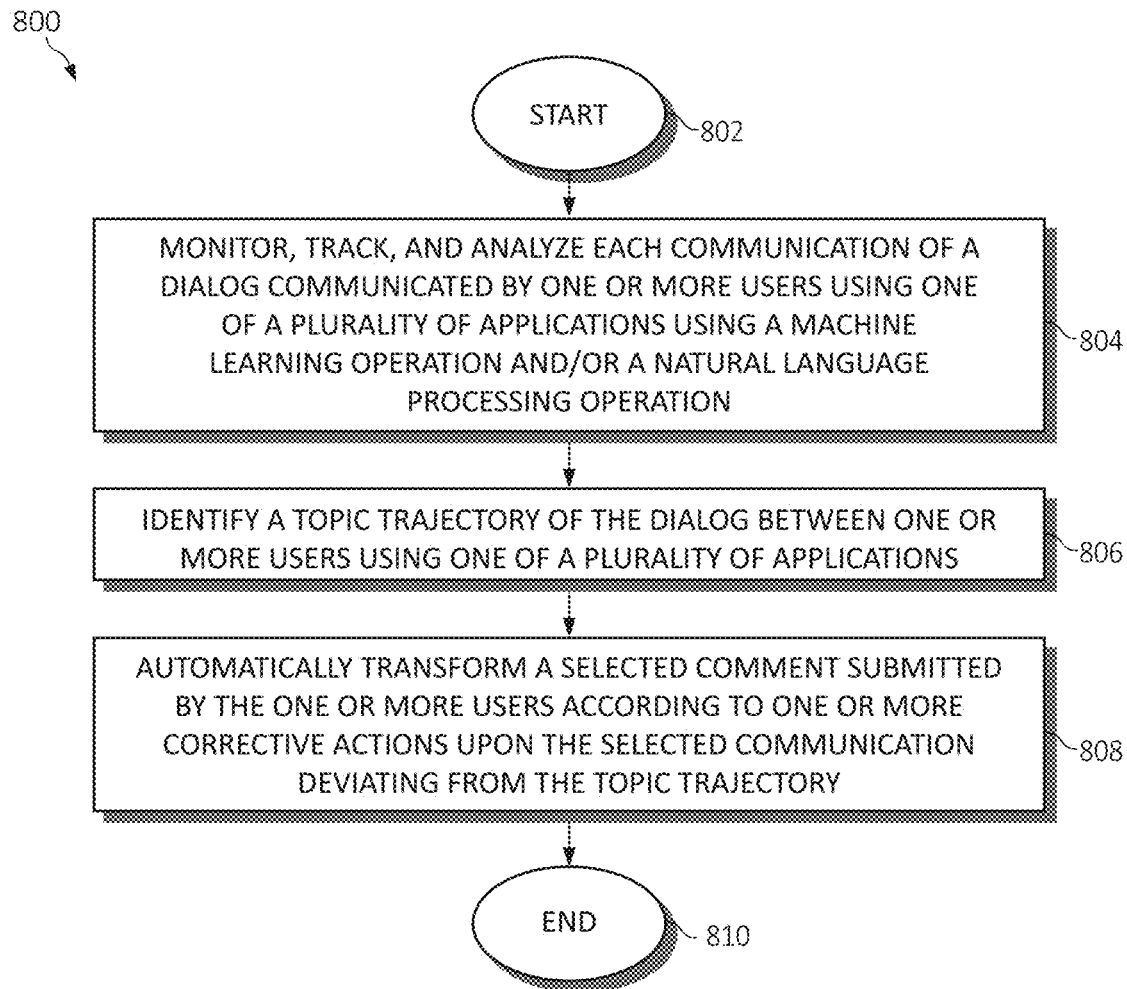 800
START
802
MONITOR, TRACK, AND ANALYZE EACH COMMUNICATION OF A
DIALOG COMMUNICATED BY ONE OR MORE USERS USING ONE
OF A PLURALITY OF APPLICATIONS USING A MACHINE
LEARNING OPERATION AND/OR A NATURAL LANGUAGE
PROCESSING OPERATION
804
IDENTIFY A TOPIC TRAJECTORY OF THE DIALOG BETWEEN ONE OR
MORE USERS USING ONE OF A PLURALITY OF APPLICATIONS
806
AUTOMATICALLY TRANSFORM A SELECTED COMMENT SUBMITTED
BY THE ONE OR MORE USERS ACCORDING TO ONE OR MORE
CORRECTIVE ACTIONS UPON THE SELECTED COMMUNICATION
DEVIATING FROM THE TOPIC TRAJECTORY
808
END
810